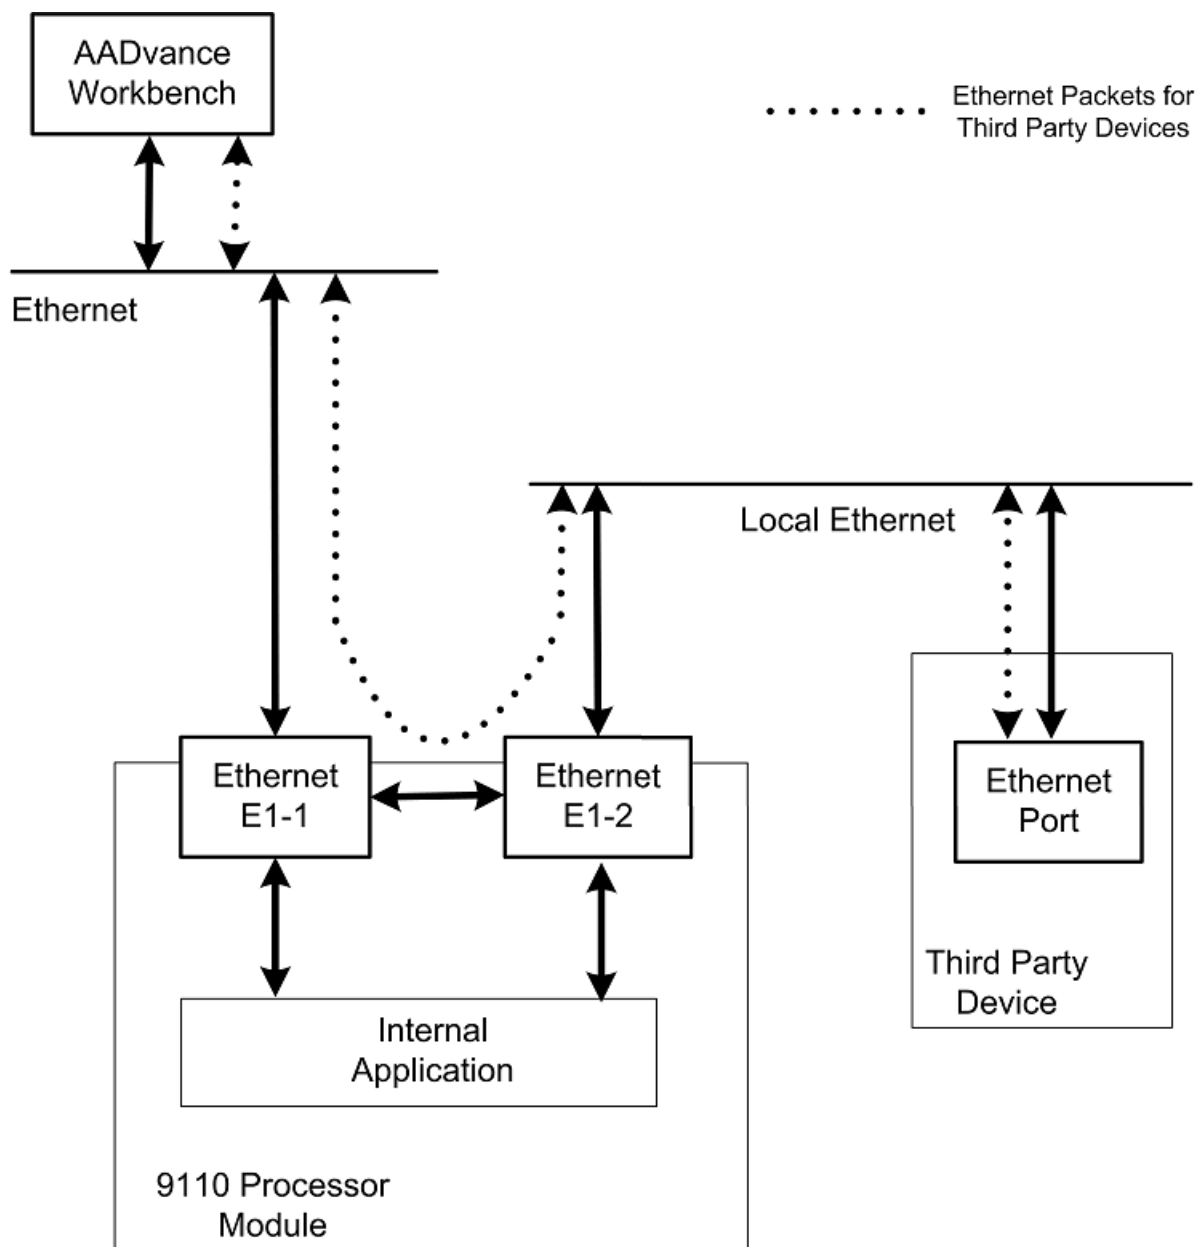 AADvance
Workbench
Ethernet Packets for
Third Party Devices
Ethernet
Local Ethernet
Ethernet
E1-1
Ethernet
E1-2
Ethernet
Port
Third Party
Device
Internal
Application
9110 Processor
Module